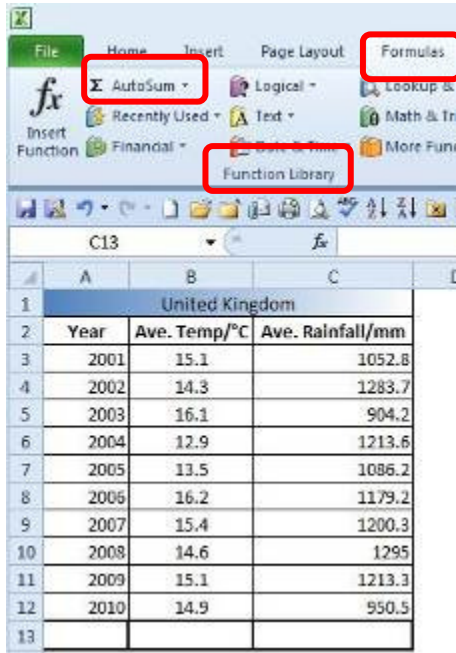 File Home Insert Page Layout Formulas
fx Σ AutoSum Logical Lookup &
Recently Used Text Math & Tri
Insert
Function Financial Date & Time More Func
Function Library
C13 fx
A B C
1 United Kingdom
2 Year Ave. Temp/°C Ave. Rainfall/mm
3 2001 15.1 1052.8
4 2002 14.3 1283.7
5 2003 16.1 904.2
6 2004 12.9 1213.6
7 2005 13.5 1086.2
8 2006 16.2 1179.2
9 2007 15.4 1200.3
10 2008 14.6 1295
11 2009 15.1 1213.3
12 2010 14.9 950.5
13